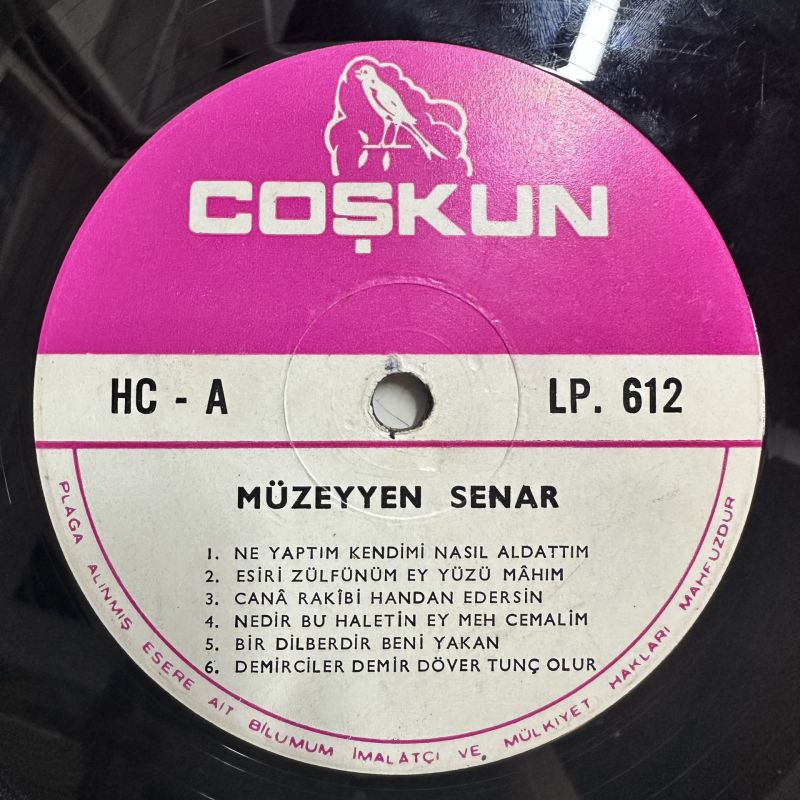 COŞKUN
HC - A
LP. 612
MÜZEYYEN SENAR
1. NE YAPTIM KENDİMİ NASIL ALDATTIM
2. ESİRİ ZÜLFÜNÜM EY YÜZÜ MÂHIM
3. CANÂ RAKİBİ HANDAN EDERSİN
4. NEDİR BU HALETİN EY MEH CEMALİM
5. BİR DİLBERDİR BENİ YAKAN
6. DEMİRCİLER DEMİR DÖVER TUNÇ OLUR
PLAĞA ALINMIŞ ESERE AİT BİLUMUM İMALÂTÇI VE MÜLKİYET HAKLARI MAHFUZDUR